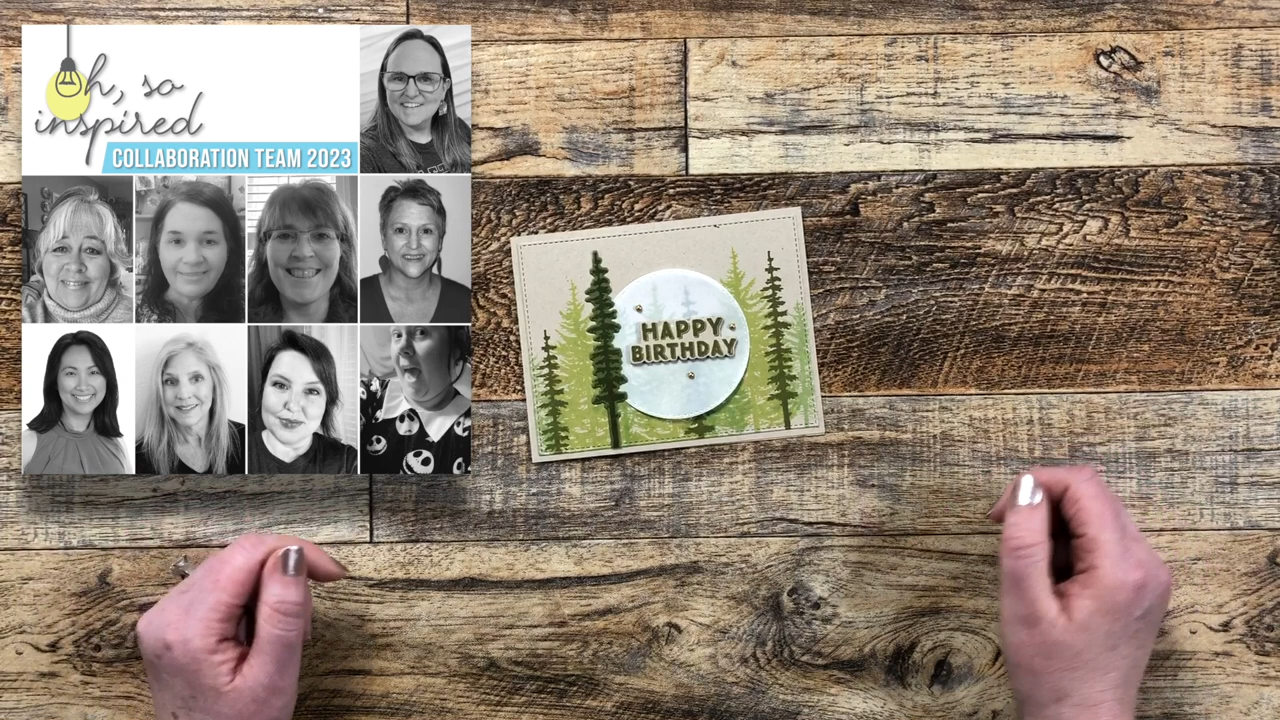 Oh, so
inspired
COLLABORATION TEAM 2023
HAPPY
BIRTHDAY